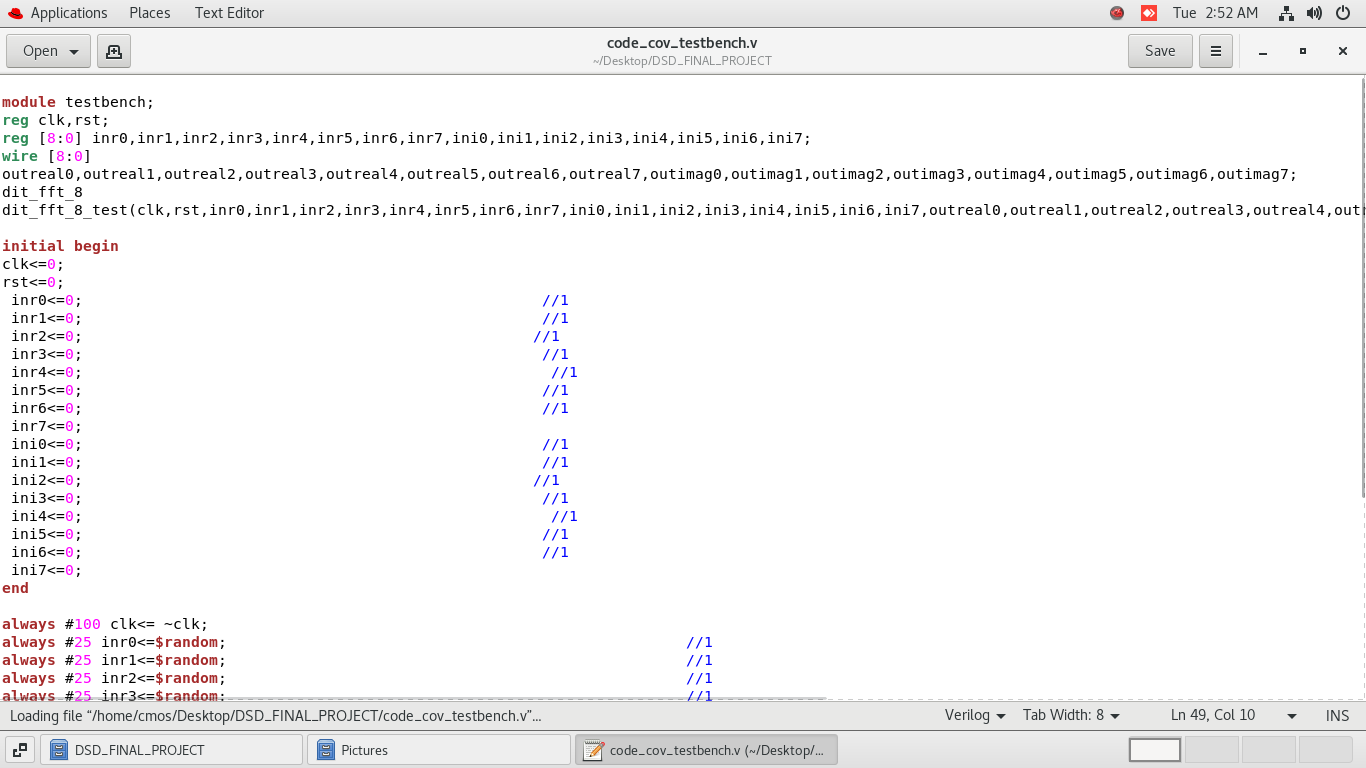 Applications Places Text Editor Tue 2:52 AM
Open code_cov_testbench.v Save
~/Desktop/DSD_FINAL_PROJECT
module testbench;
reg clk,rst;
reg [8:0] inr0,inr1,inr2,inr3,inr4,inr5,inr6,inr7,ini0,ini1,ini2,ini3,ini4,ini5,ini6,ini7;
wire [8:0]
outreal0,outreal1,outreal2,outreal3,outreal4,outreal5,outreal6,outreal7,outimag0,outimag1,outimag2,outimag3,outimag4,outimag5,outimag6,outimag7;
dit_fft_8
dit_fft_8_test(clk,rst,inr0,inr1,inr2,inr3,inr4,inr5,inr6,inr7,ini0,ini1,ini2,ini3,ini4,ini5,ini6,ini7,outreal0,outreal1,outreal2,outreal3,outreal4,
initial begin
clk<=0;
rst<=0;
inr0<=0; //1
inr1<=0; //1
inr2<=0; //1
inr3<=0; //1
inr4<=0; //1
inr5<=0; //1
inr6<=0; //1
inr7<=0;
ini0<=0; //1
ini1<=0; //1
ini2<=0; //1
ini3<=0; //1
ini4<=0; //1
ini5<=0; //1
ini6<=0; //1
ini7<=0;
end
always #100 clk<= ~clk;
always #25 inr0<=$random; //1
always #25 inr1<=$random; //1
always #25 inr2<=$random; //1
always #25 inr3<=$random; //1
Loading file “/home/cmos/Desktop/DSD_FINAL_PROJECT/code_cov_testbench.v”... Verilog Tab Width: 8 Ln 49, Col 10 INS
DSD_FINAL_PROJECT Pictures code_cov_testbench.v (~/Desktop/...